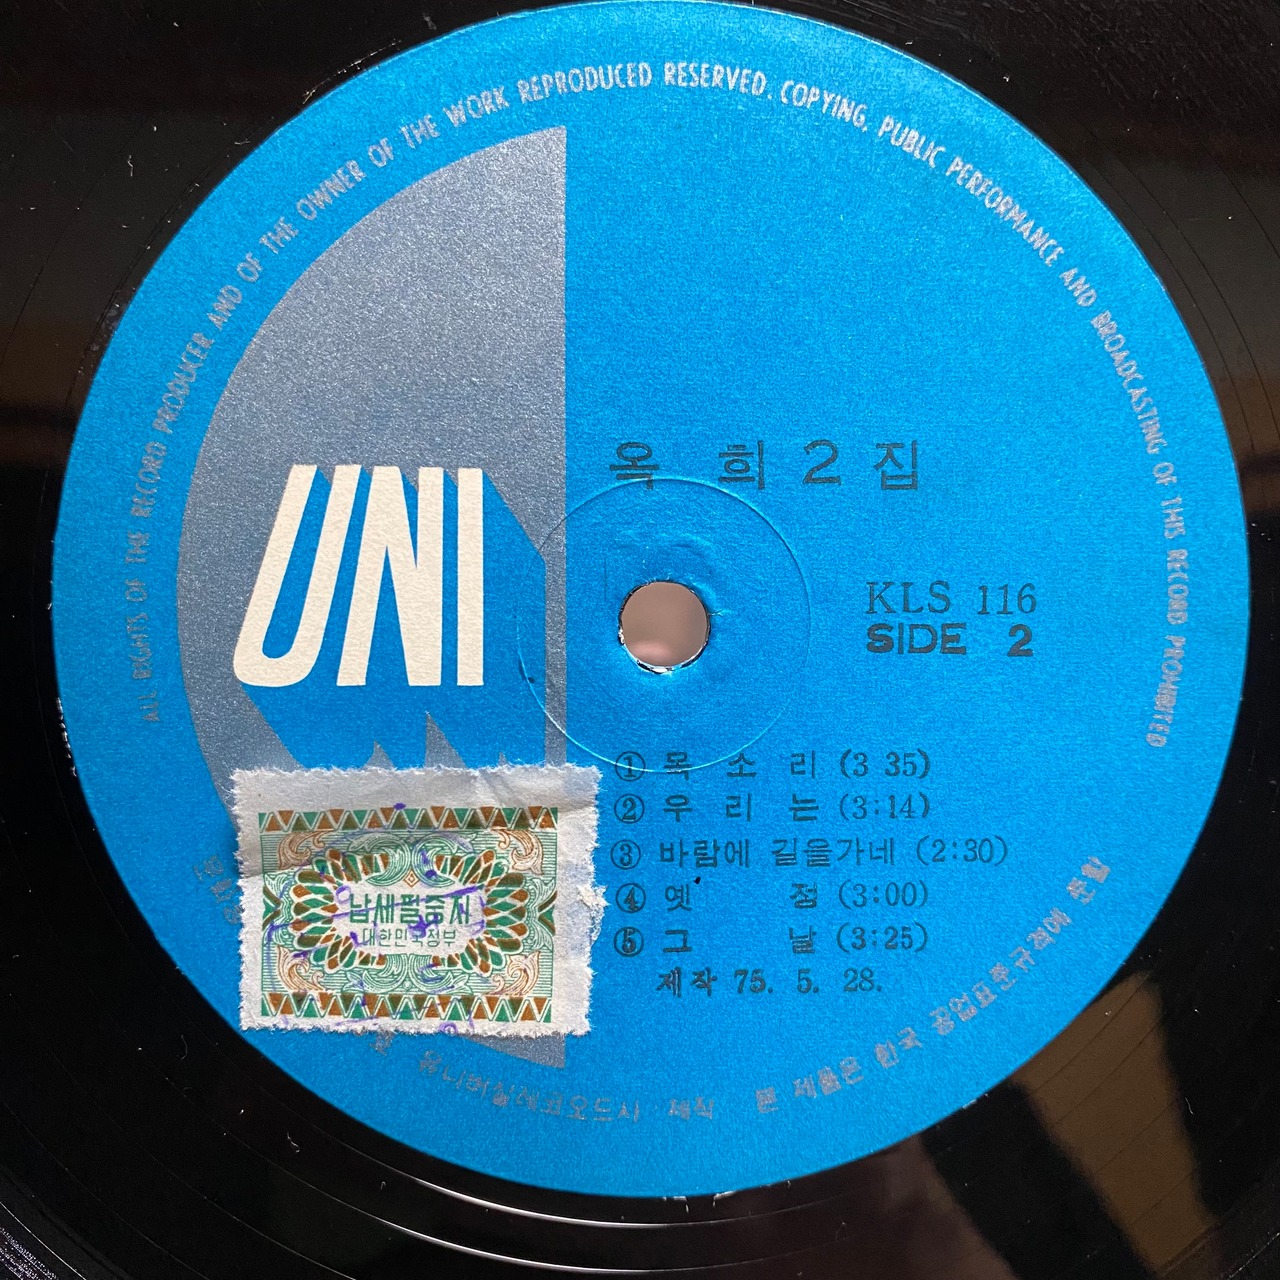 ALL RIGHTS OF THE RECORD PRODUCER AND OF THE OWNER OF THE WORK REPRODUCED RESERVED. COPYING, PUBLIC PERFORMANCE AND BROADCASTING OF THIS RECORD PROHIBITED
UNI
옥 희 2 집
KLS 116
SIDE 2
① 목 소 리 (3 35)
② 우 리 는 (3:14)
③ 바람에 길을가네 (2:30)
④ 옛 정 (3:00)
⑤ 그 날 (3:25)
제작 75. 5. 28.
납세필증지
대한민국정부
유니버어살레코오드사 제작 본 제품은 한국 공업표준규격에 준함